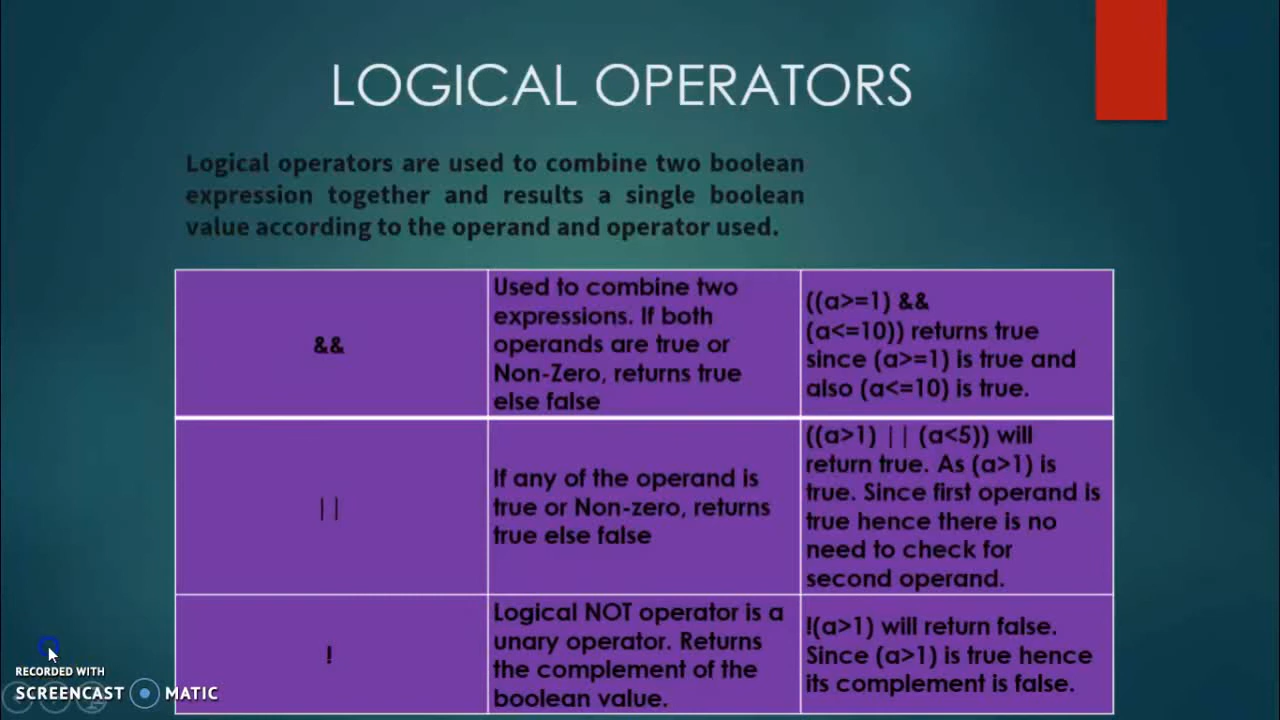 LOGICAL OPERATORS
Logical operators are used to combine two boolean
expression together and results a single boolean
value according to the operand and operator used.
&&
Used to combine two
expressions. If both
operands are true or
Non-Zero, returns true
else false
((a>=1) &&
(a<=10)) returns true
since (a>=1) is true and
also (a<=10) is true.
||
If any of the operand is
true or Non-zero, returns
true else false
((a>1) || (a<5)) will
return true. As (a>1) is
true. Since first operand is
true hence there is no
need to check for
second operand.
!
Logical NOT operator is a
unary operator. Returns
the complement of the
boolean value.
!(a>1) will return false.
Since (a>1) is true hence
its complement is false.
RECORDED WITH
SCREENCAST MATIC